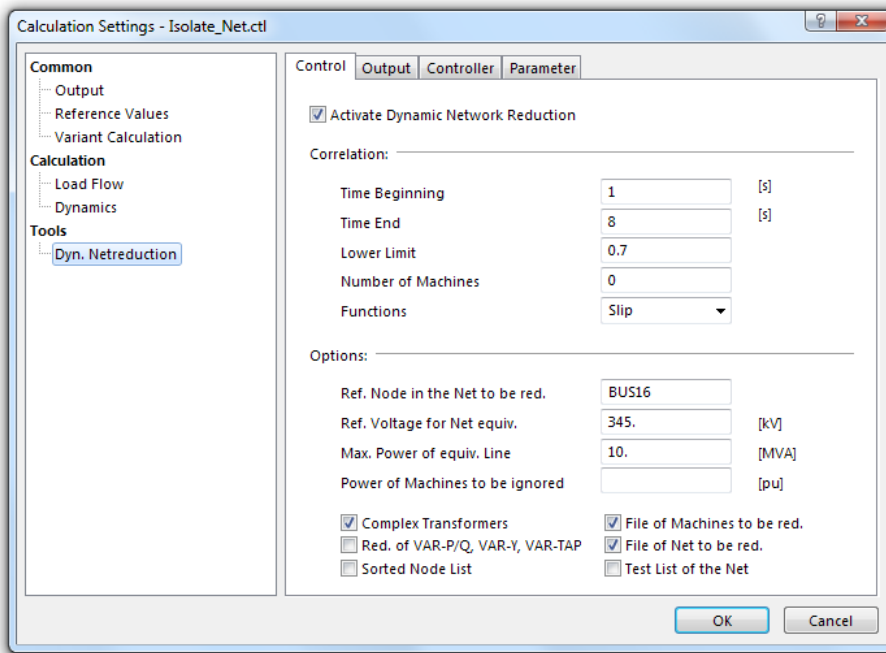 Calculation Settings - Isolate_Net.ctl
Common
Output
Reference Values
Variant Calculation
Calculation
Load Flow
Dynamics
Tools
Dyn. Netreduction
Control Output Controller Parameter
Activate Dynamic Network Reduction
Correlation:
Time Beginning 1 [s]
Time End 8 [s]
Lower Limit 0.7
Number of Machines 0
Functions Slip
Options:
Ref. Node in the Net to be red. BUS16
Ref. Voltage for Net equiv. 345. [kV]
Max. Power of equiv. Line 10. [MVA]
Power of Machines to be ignored [pu]
Complex Transformers File of Machines to be red.
Red. of VAR-P/Q, VAR-Y, VAR-TAP File of Net to be red.
Sorted Node List Test List of the Net
OK Cancel